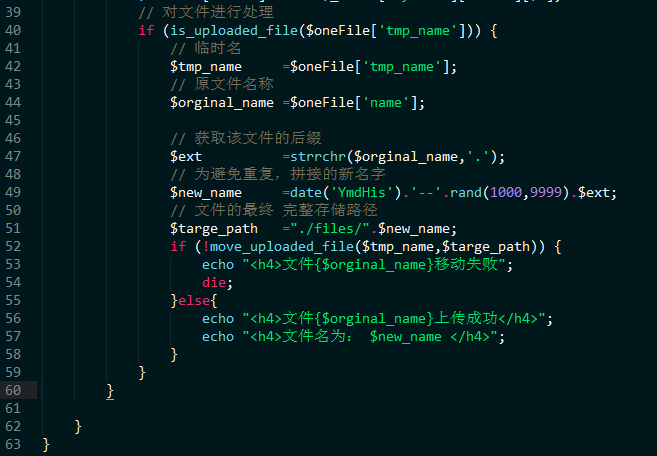 39 // 对文件进行处理
40 if (is_uploaded_file($oneFile['tmp_name'])) {
41 // 临时名
42 $tmp_name =$oneFile['tmp_name'];
43 // 原文件名称
44 $orginal_name =$oneFile['name'];
45
46 // 获取该文件的后缀
47 $ext =strrchr($orginal_name,'.');
48 // 为避免重复，拼接的新名字
49 $new_name =date('YmdHis').'--'.rand(1000,9999).$ext;
50 // 文件的最终 完整存储路径
51 $targe_path ="./files/".$new_name;
52 if (!move_uploaded_file($tmp_name,$targe_path)) {
53 echo "<h4>文件{$orginal_name}移动失败";
54 die;
55 }else{
56 echo "<h4>文件{$orginal_name}上传成功</h4>";
57 echo "<h4>文件名为： $new_name </h4>";
58 }
59 }
60 }
61
62 }
63 }